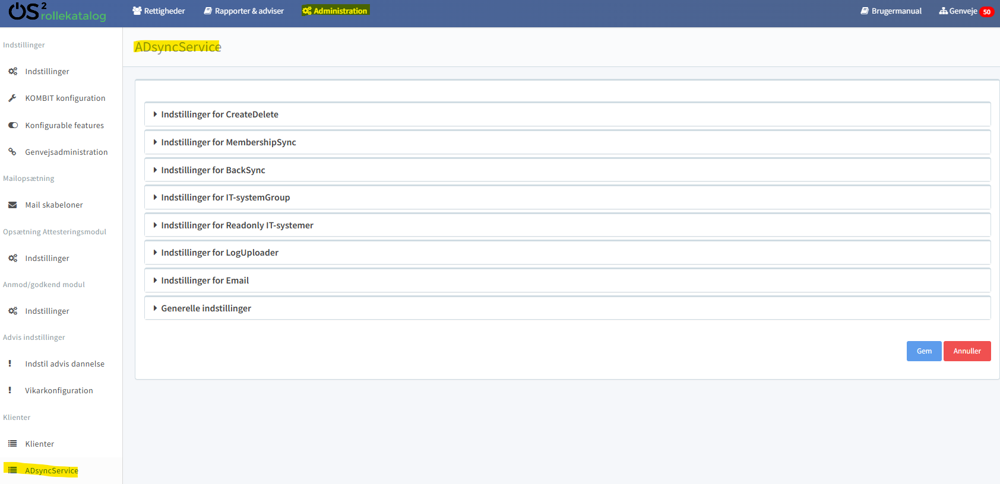 OS2 rollekatalog
Rettigheder
Rapporter & adviser
Administration
Brugermanual
Genveje 50
Indstillinger
Indstillinger
KOMBIT konfiguration
Konfigurable features
Genvejsadministration
Mailopsætning
Mail skabeloner
Opsætning Attesteringsmodul
Indstillinger
Anmod/godkend modul
Indstillinger
Advis indstillinger
Indstil advis dannelse
Vikarkonfiguration
Klienter
Klienter
ADsyncService
ADsyncService
Indstillinger for CreateDelete
Indstillinger for MembershipSync
Indstillinger for BackSync
Indstillinger for IT-systemGroup
Indstillinger for Readonly IT-systemer
Indstillinger for LogUploader
Indstillinger for Email
Generelle indstillinger
Gem
Annuller